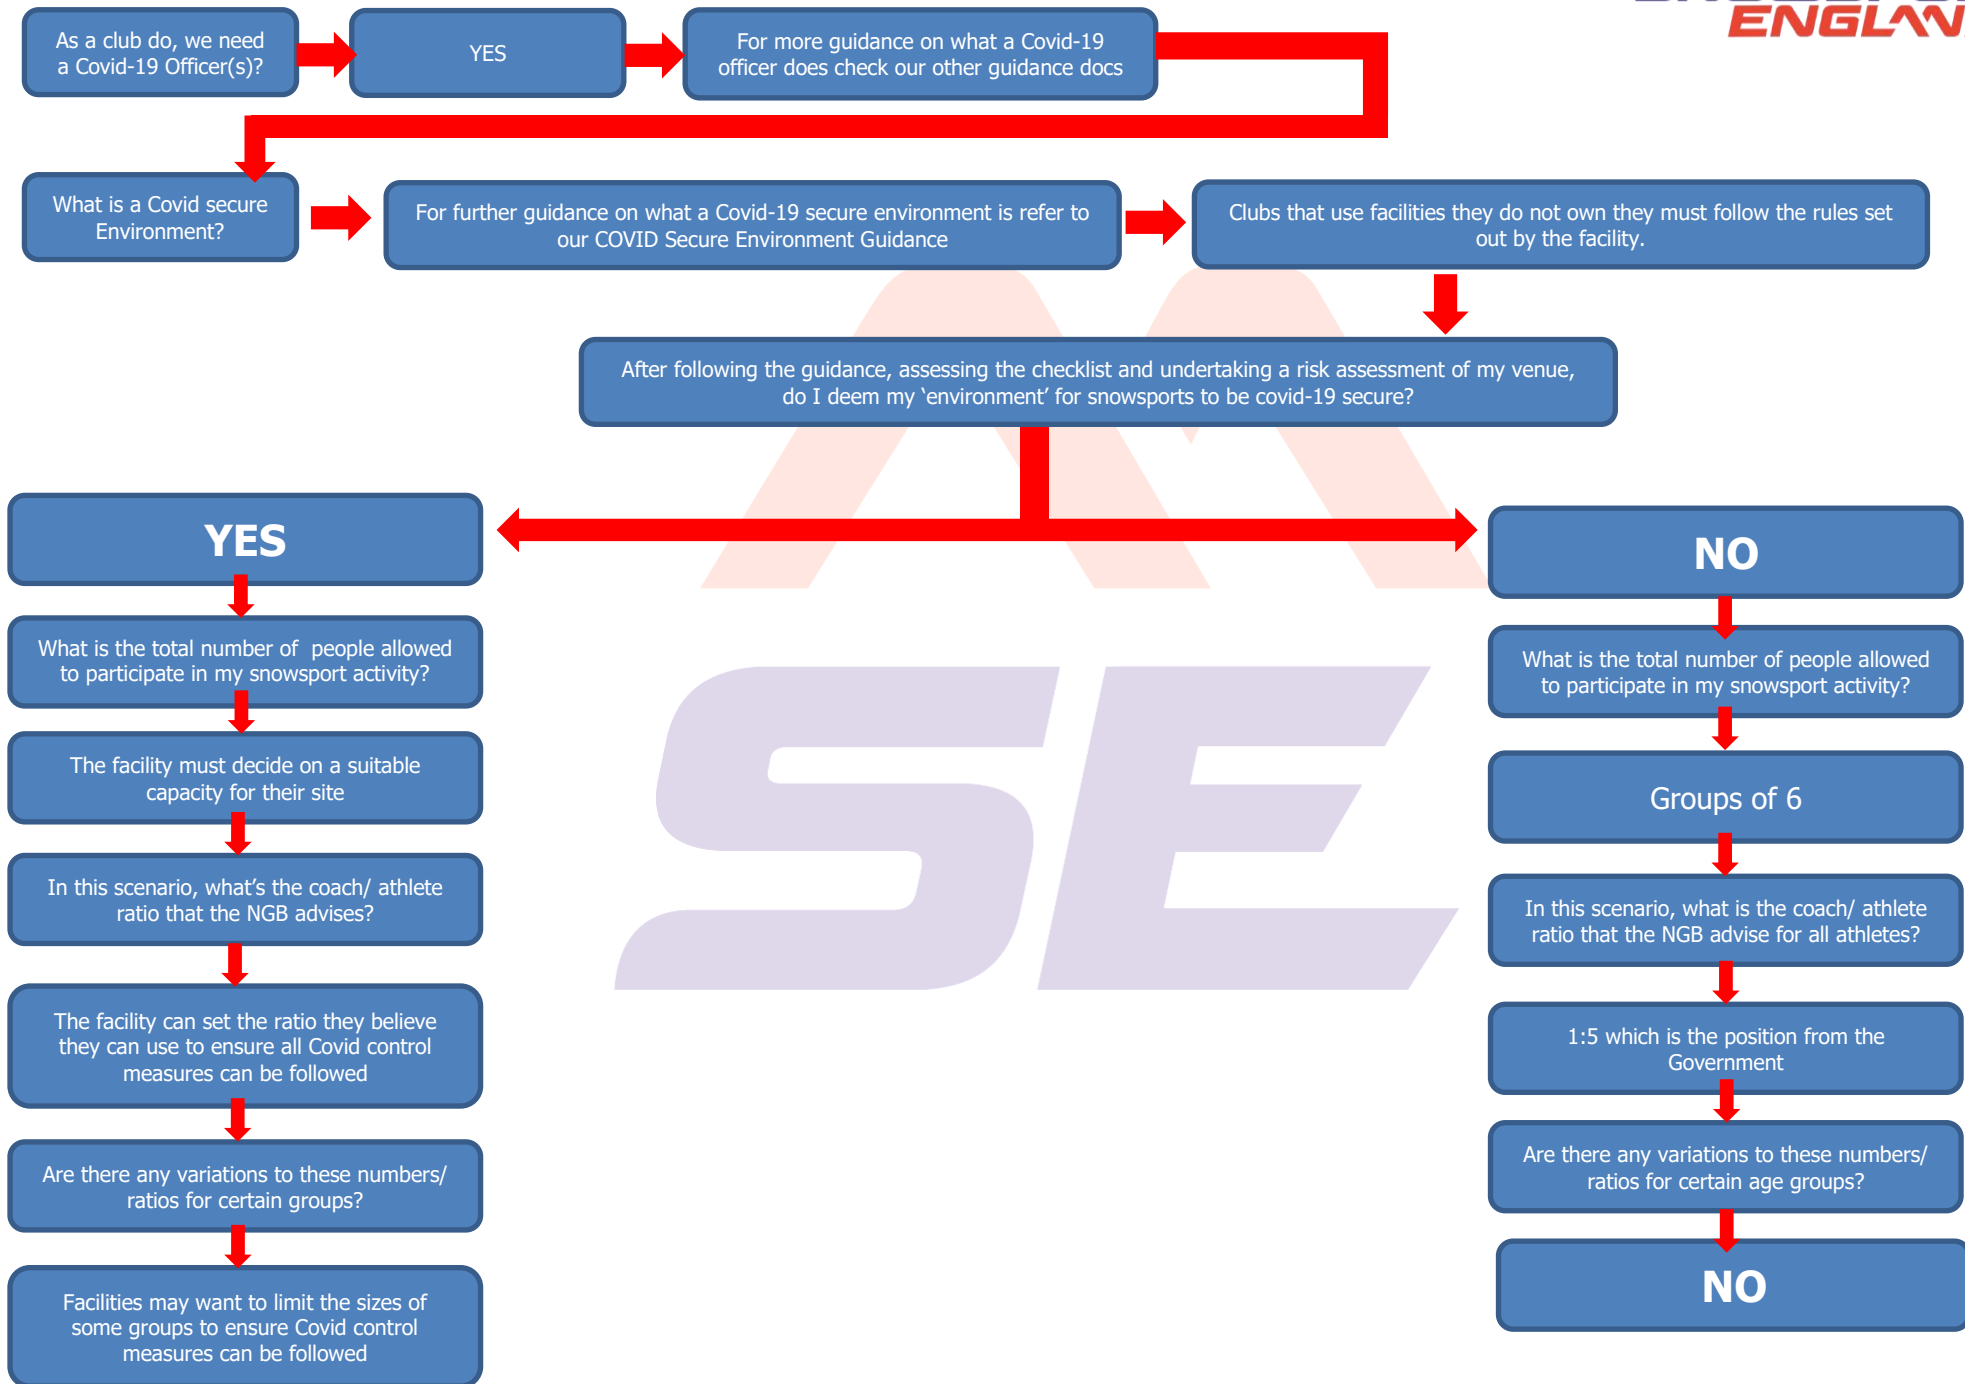 ENGLAN
As a club do, we need
a Covid-19 Officer(s)?
YES
For more guidance on what a Covid-19
officer does check our other guidance docs
What is a Covid secure
Environment?
For further guidance on what a Covid-19 secure environment is refer to
our COVID Secure Environment Guidance
Clubs that use facilities they do not own they must follow the rules set
out by the facility.
After following the guidance, assessing the checklist and undertaking a risk assessment of my venue,
do I deem my ‘environment’ for snowsports to be covid-19 secure?
YES
What is the total number of people allowed
to participate in my snowsport activity?
The facility must decide on a suitable
capacity for their site
In this scenario, what’s the coach/ athlete
ratio that the NGB advises?
The facility can set the ratio they believe
they can use to ensure all Covid control
measures can be followed
Are there any variations to these numbers/
ratios for certain groups?
Facilities may want to limit the sizes of
some groups to ensure Covid control
measures can be followed
NO
What is the total number of people allowed
to participate in my snowsport activity?
Groups of 6
In this scenario, what is the coach/ athlete
ratio that the NGB advise for all athletes?
1:5 which is the position from the
Government
Are there any variations to these numbers/
ratios for certain age groups?
NO
SE